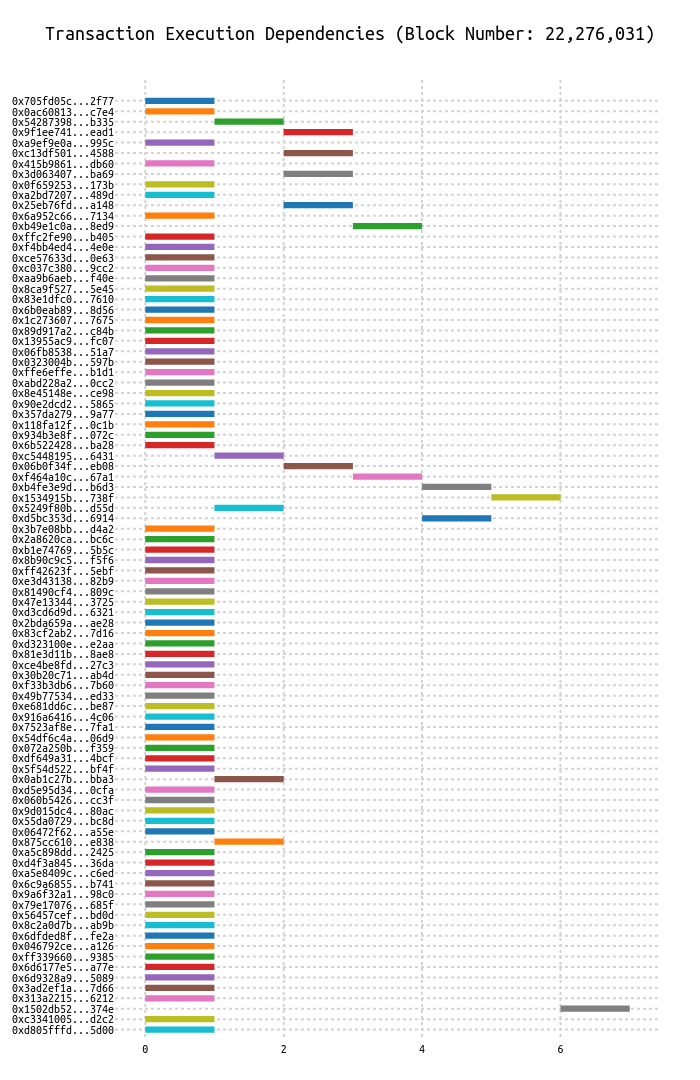 Transaction Execution Dependencies (Block Number: 22,276,031)
0x705fd05c...2f77
0x0ac60813...c7e4
0x54287398...b335
0x9f1ee741...ead1
0xa9ef9e0a...995c
0xc13df501...4588
0x415b9861...db60
0x3d063407...ba69
0x0f659253...173b
0xa2bd7207...489d
0x25eb76fd...a148
0x6a952c66...7134
0xb49e1c0a...8ed9
0xffc2fe90...b405
0xf4bb4ed4...4e0e
0xce57633d...0e63
0xc037c380...9cc2
0xaa9b6aeb...f40e
0x8ca9f527...5e45
0x83e1dfc0...7610
0x6b0eab89...8d56
0x1c273607...7675
0x89d917a2...c84b
0x13955ac9...fc07
0x06fb8538...51a7
0x0323004b...597b
0xffe6effe...b1d1
0xabd228a2...0cc2
0x8e45148e...ce98
0x90e2dcd2...5865
0x357da279...9a77
0x118fa12f...0c1b
0x934b3e8f...072c
0x6b522428...ba28
0xc5448195...6431
0x06b0f34f...eb08
0xf464a10c...67a1
0xb4fe3e9d...b6d3
0x1534915b...738f
0x5249f80b...d55d
0xd5bc353d...6914
0x3b7e08bb...d4a2
0x2a8620ca...bc6c
0xb1e74769...5b5c
0x8b90c9c5...f5f6
0xff42623f...5ebf
0xe3d43138...82b9
0x81490cf4...809c
0x47e13344...3725
0xd3cd6d9d...6321
0x2bda659a...ae28
0x83cf2ab2...7d16
0xd323100e...e2aa
0x81e3d11b...8ae8
0xce4be8fd...27c3
0x30b20c71...ab4d
0xf33b3db6...7b60
0x49b77534...ed33
0xe681dd6c...be87
0x916a6416...4c06
0x7523af8e...7fa1
0x54df6c4a...06d9
0x072a250b...f359
0xdf649a31...4bcf
0x5f54d522...bf4f
0x0ab1c27b...bba3
0xd5e95d34...0cfa
0x060b5426...cc3f
0x9d015dc4...80ac
0x55da0729...bc8d
0x06472f62...a55e
0x875cc610...e838
0xa5c898dd...2425
0xd4f3a845...36da
0xa5e8409c...c6ed
0x6c9a6855...b741
0x9a6f32a1...98c0
0x79e17076...685f
0x56457cef...bd0d
0x8c2a0d7b...ab9b
0x6dfded8f...fe2a
0x046792ce...a126
0xff339660...9385
0x6d6177e5...a77e
0x6d9328a9...5089
0x3ad2ef1a...7d66
0x313a2215...6212
0x1502db52...374e
0xc3341005...d2c2
0xd805fffd...5d00
0 2 4 6